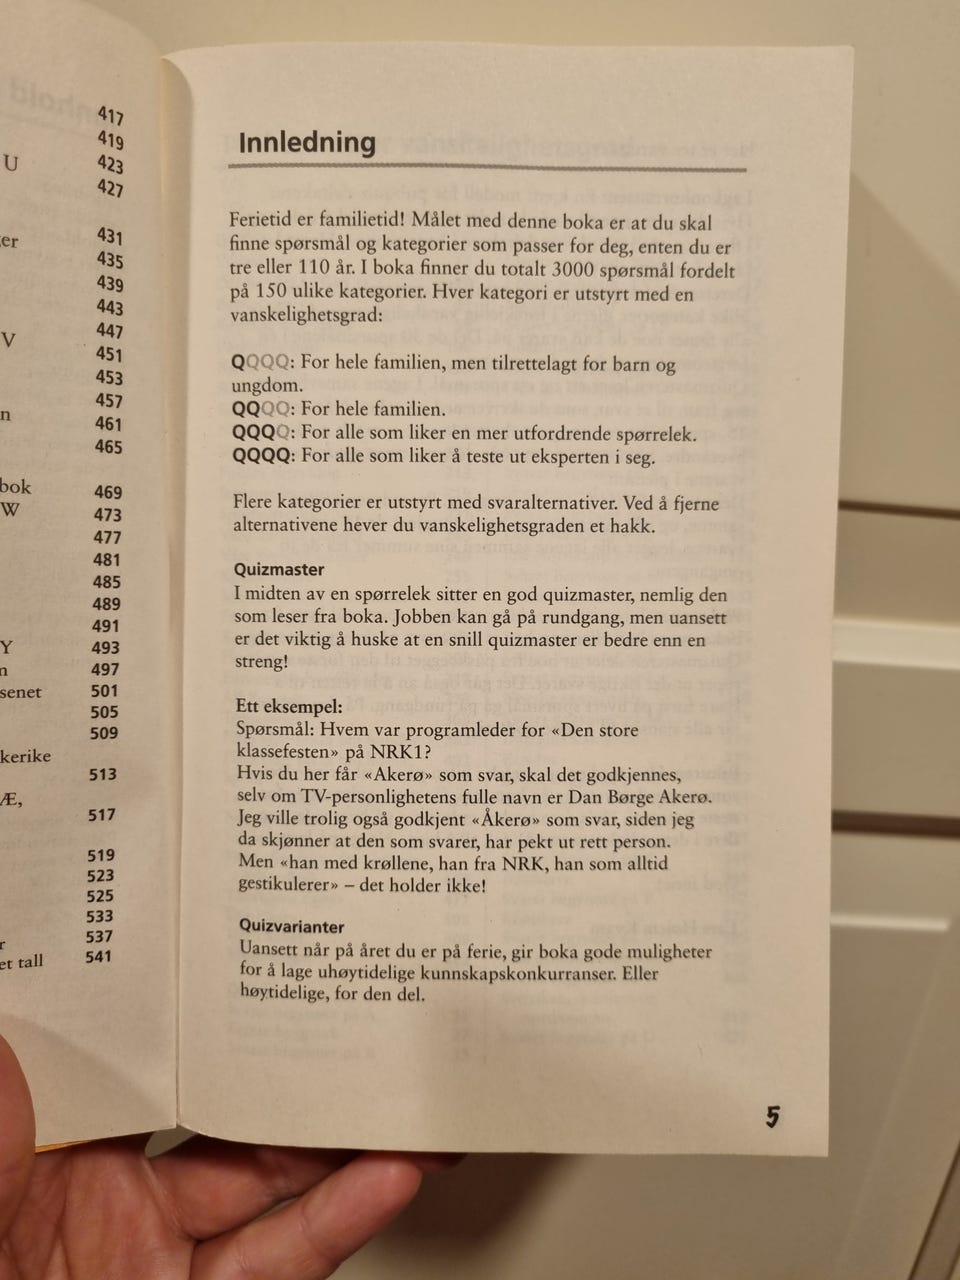 417
419
U 423
427
er 431
435
439
443
V 447
451
453
n 457
461
465
bok 469
W 473
477
481
485
489
491
Y 493
n 497
senet 501
505
509
kerike
513
Æ,
517
519
523
525
533
r 537
et tall 541
Innledning
Ferietid er familietid! Målet med denne boka er at du skal
finne spørsmål og kategorier som passer for deg, enten du er
tre eller 110 år. I boka finner du totalt 3000 spørsmål fordelt
på 150 ulike kategorier. Hver kategori er utstyrt med en
vanskelighetsgrad:
QQQQ: For hele familien, men tilrettelagt for barn og
ungdom.
QQQQ: For hele familien.
QQQQ: For alle som liker en mer utfordrende spørrelek.
QQQQ: For alle som liker å teste ut eksperten i seg.
Flere kategorier er utstyrt med svaralternativer. Ved å fjerne
alternativene hever du vanskelighetsgraden et hakk.
Quizmaster
I midten av en spørrelek sitter en god quizmaster, nemlig den
som leser fra boka. Jobben kan gå på rundgang, men uansett
er det viktig å huske at en snill quizmaster er bedre enn en
streng!
Ett eksempel:
Spørsmål: Hvem var programleder for «Den store
klassefesten» på NRK1?
Hvis du her får «Akerø» som svar, skal det godkjennes,
selv om TV-personlighetens fulle navn er Dan Børge Akerø.
Jeg ville trolig også godkjent «Åkerø» som svar, siden jeg
da skjønner at den som svarer, har pekt ut rett person.
Men «han med krøllene, han fra NRK, han som alltid
gestikulerer» – det holder ikke!
Quizvarianter
Uansett når på året du er på ferie, gir boka gode muligheter
for å lage uhøytidelige kunnskapskonkurranser. Eller
høytidelige, for den del.
5